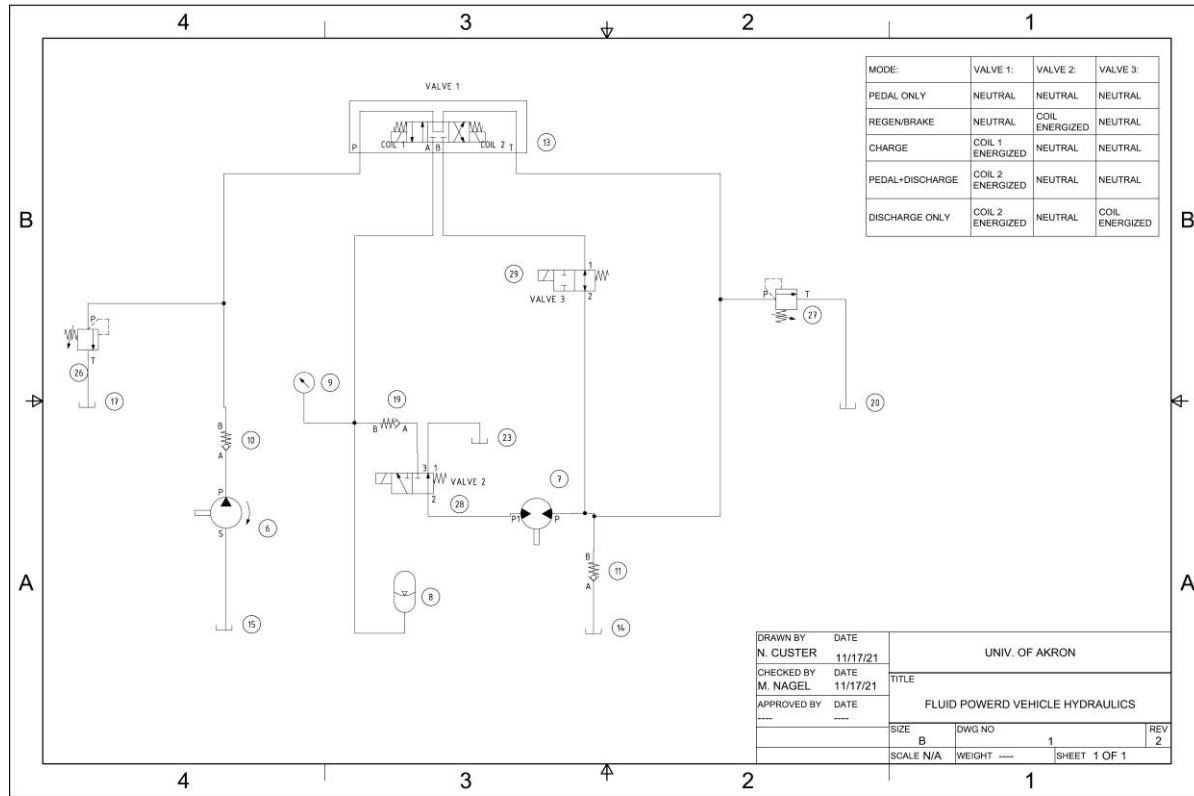 4 3 2 1
B
A
B
A
4 3 2 1
MODE: VALVE 1: VALVE 2: VALVE 3:
PEDAL ONLY NEUTRAL NEUTRAL NEUTRAL
REGEN/BRAKE NEUTRAL COIL ENERGIZED NEUTRAL
CHARGE COIL 1 ENERGIZED NEUTRAL NEUTRAL
PEDAL+DISCHARGE COIL 2 ENERGIZED NEUTRAL NEUTRAL
DISCHARGE ONLY COIL 2 ENERGIZED NEUTRAL COIL ENERGIZED
VALVE 1
COIL 1 COIL 2
P A B T 13
29 1
VALVE 3 2
P T
27
20
P
T
26
17
9
19
B A
23
3 1
VALVE 2
2
28
7
P1 P
B
10
A
P
6
S
15
8
B
11
A
14
DRAWN BY DATE
N. CUSTER 11/17/21
CHECKED BY DATE
M. NAGEL 11/17/21
APPROVED BY DATE
---- ----
UNIV. OF AKRON
TITLE
FLUID POWERD VEHICLE HYDRAULICS
SIZE DWG NO REV
B 1 2
SCALE N/A WEIGHT ---- SHEET 1 OF 1